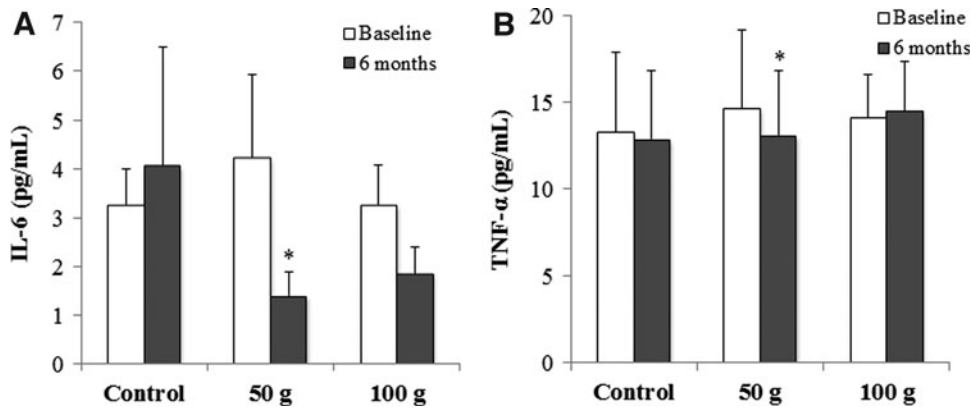 A
IL-6 (pg/mL)
7
6
5
4
3
2
1
0
Baseline
6 months
*
Control
50 g
100 g
B
TNF-α (pg/mL)
20
15
10
5
0
Baseline
6 months
*
Control
50 g
100 g